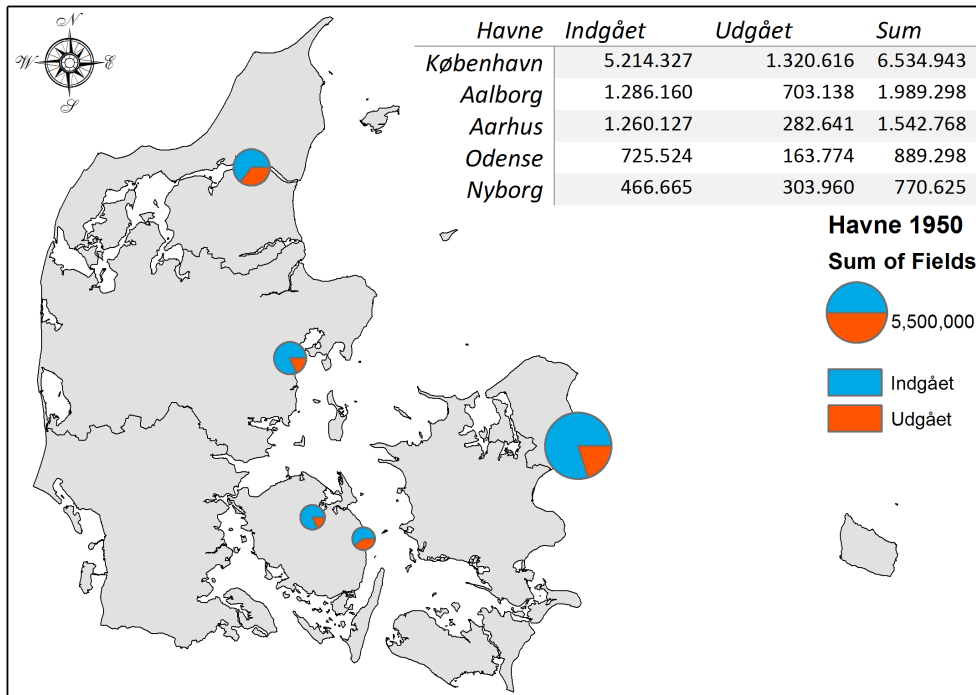 N
W E
S
Havne Indgået Udgået Sum
København 5.214.327 1.320.616 6.534.943
Aalborg 1.286.160 703.138 1.989.298
Aarhus 1.260.127 282.641 1.542.768
Odense 725.524 163.774 889.298
Nyborg 466.665 303.960 770.625
Havne 1950
Sum of Fields
5,500,000
Indgået
Udgået